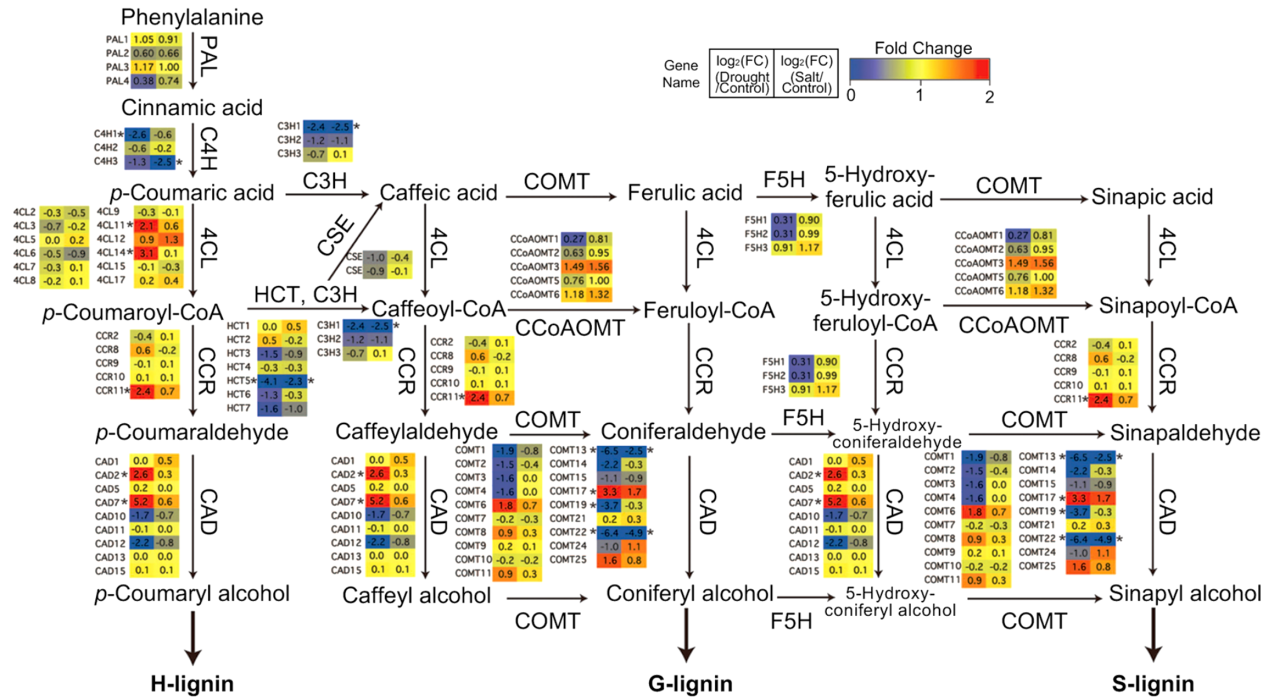 Phenylalanine
PAL1 1.05 0.91
PAL2 0.60 0.66
PAL3 1.17 1.00
PAL4 0.38 0.74
PAL
Gene
Name
log2(FC)
(Drought
/Control)
log2(FC)
(Salt/
Control)
Fold Change
0 1 2
Cinnamic acid
C4H1* -2.6 -0.6
C4H2 -0.6 -0.2
C4H3 -1.3 -2.5 *
C4H
C3H1 -2.4 -2.5 *
C3H2 -1.2 -1.1
C3H3 -0.7 0.1
p-Coumaric acid
C3H
Caffeic acid
COMT
Ferulic acid
F5H
5-Hydroxy-
ferulic acid
COMT
Sinapic acid
4CL2 -0.3 -0.5
4CL3 -0.7 -0.2
4CL5 0.0 0.2
4CL6 -0.5 -0.9
4CL7 -0.3 0.1
4CL8 -0.2 0.1
4CL9 -0.3 -0.1
4CL11* 2.1 0.6
4CL12 0.9 1.3
4CL14* 3.1 0.1
4CL15 -0.1 -0.3
4CL17 0.2 0.4
4CL
CSE
CSE -1.0 -0.4
CSE -0.9 -0.1
4CL
CCoAOMT1 0.27 0.81
CCoAOMT2 0.63 0.95
CCoAOMT3 1.49 1.56
CCoAOMT5 0.76 1.00
CCoAOMT6 1.18 1.32
4CL
F5H1 0.31 0.90
F5H2 0.31 0.99
F5H3 0.91 1.17
4CL
CCoAOMT1 0.27 0.81
CCoAOMT2 0.63 0.95
CCoAOMT3 1.49 1.56
CCoAOMT5 0.76 1.00
CCoAOMT6 1.18 1.32
4CL
p-Coumaroyl-CoA
HCT, C3H
Caffeoyl-CoA
CCoAOMT
Feruloyl-CoA
5-Hydroxy-
feruloyl-CoA
CCoAOMT
Sinapoyl-CoA
CCR2 -0.4 0.1
CCR8 0.6 -0.2
CCR9 -0.1 0.1
CCR10 0.1 0.1
CCR11* 2.4 0.7
CCR
HCT1 0.0 0.5
HCT2 0.5 -0.2
HCT3 -1.5 -0.9
HCT4 -0.3 -0.3
HCT5* -4.1 -2.3 *
HCT6 -1.3 -0.3
HCT7 -1.6 -1.0
C3H1 -2.4 -2.5 *
C3H2 -1.2 -1.1
C3H3 -0.7 0.1
CCR
CCR2 -0.4 0.1
CCR8 0.6 -0.2
CCR9 -0.1 0.1
CCR10 0.1 0.1
CCR11* 2.4 0.7
CCR
F5H1 0.31 0.90
F5H2 0.31 0.99
F5H3 0.91 1.17
CCR
CCR2 -0.4 0.1
CCR8 0.6 -0.2
CCR9 -0.1 0.1
CCR10 0.1 0.1
CCR11* 2.4 0.7
CCR
p-Coumaraldehyde
Caffeylaldehyde
COMT
Coniferaldehyde
F5H
5-Hydroxy-
coniferaldehyde
COMT
Sinapaldehyde
CAD1 0.0 0.5
CAD2* 2.6 0.3
CAD5 0.2 0.0
CAD7* 5.2 0.6
CAD10 -1.7 -0.7
CAD11 -0.1 0.0
CAD12 -2.2 -0.8
CAD13 0.0 0.0
CAD15 0.1 0.1
CAD
CAD1 0.0 0.5
CAD2* 2.6 0.3
CAD5 0.2 0.0
CAD7* 5.2 0.6
CAD10 -1.7 -0.7
CAD11 -0.1 0.0
CAD12 -2.2 -0.8
CAD13 0.0 0.0
CAD15 0.1 0.1
CAD
COMT1 -1.9 -0.8
COMT2 -1.5 -0.4
COMT3 -1.6 0.0
COMT4 -1.6 0.0
COMT6 1.8 0.7
COMT7 -0.2 -0.3
COMT8 0.9 0.3
COMT9 0.2 0.1
COMT10 -0.2 -0.2
COMT11 0.9 0.3
COMT13 * -6.5 -2.5 *
COMT14 -2.2 -0.3
COMT15 -1.1 -0.9
COMT17 * 3.3 1.7
COMT19 * -3.7 -0.3
COMT21 0.2 0.3
COMT22 * -6.4 -4.9 *
COMT24 -1.0 1.1
COMT25 1.6 0.8
CAD
CAD1 0.0 0.5
CAD2* 2.6 0.3
CAD5 0.2 0.0
CAD7* 5.2 0.6
CAD10 -1.7 -0.7
CAD11 -0.1 0.0
CAD12 -2.2 -0.8
CAD13 0.0 0.0
CAD15 0.1 0.1
CAD
COMT1 -1.9 -0.8
COMT2 -1.5 -0.4
COMT3 -1.6 0.0
COMT4 -1.6 0.0
COMT6 1.8 0.7
COMT7 -0.2 -0.3
COMT8 0.9 0.3
COMT9 0.2 0.1
COMT10 -0.2 -0.2
COMT11 0.9 0.3
COMT13 * -6.5 -2.5 *
COMT14 -2.2 -0.3
COMT15 -1.1 -0.9
COMT17 * 3.3 1.7
COMT19 * -3.7 -0.3
COMT21 0.2 0.3
COMT22 * -6.4 -4.9 *
COMT24 -1.0 1.1
COMT25 1.6 0.8
CAD
p-Coumaryl alcohol
Caffeyl alcohol
COMT
Coniferyl alcohol
F5H
5-Hydroxy-
coniferyl alcohol
COMT
Sinapyl alcohol
H-lignin
G-lignin
S-lignin